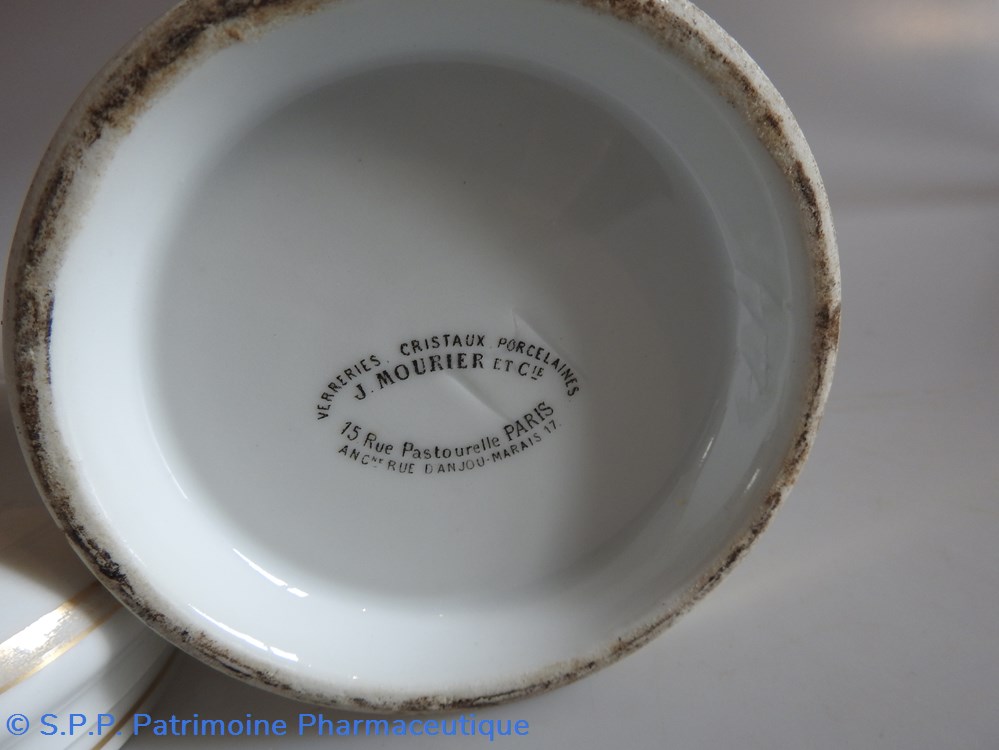 VERRERIES. CRISTAUX. PORCELAINES
J. MOURIER ET CIE
15 Rue Pastourelle PARIS
ANCNE RUE D'ANJOU-MARAIS 17.
© S.P.P. Patrimoine Pharmaceutique